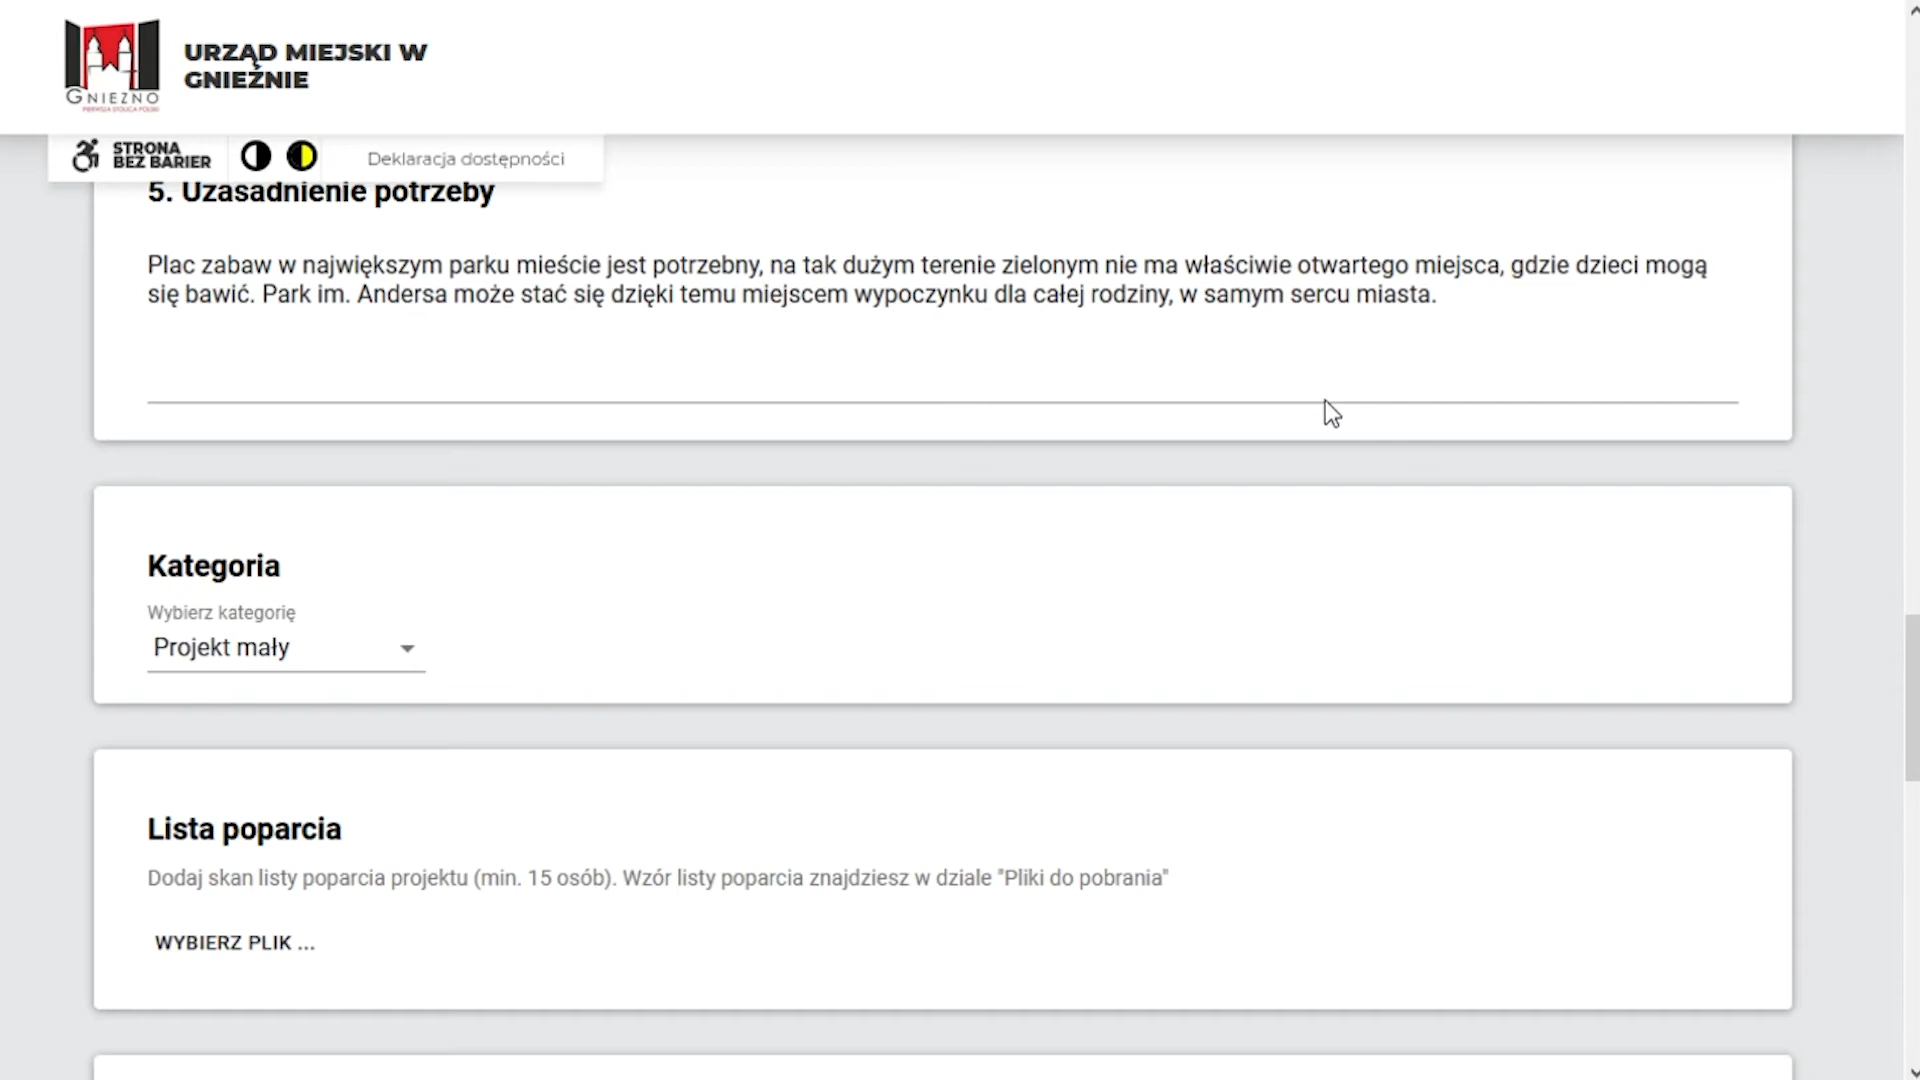 GNIEZNO
PIERWSZA STOLICA POLSKI
URZĄD MIEJSKI W
GNIEŹNIE
STRONA
BEZ BARIER
Deklaracja dostępności
5. Uzasadnienie potrzeby
Plac zabaw w największym parku mieście jest potrzebny, na tak dużym terenie zielonym nie ma właściwie otwartego miejsca, gdzie dzieci mogą
się bawić. Park im. Andersa może stać się dzięki temu miejscem wypoczynku dla całej rodziny, w samym sercu miasta.
Kategoria
Wybierz kategorię
Projekt mały
Lista poparcia
Dodaj skan listy poparcia projektu (min. 15 osób). Wzór listy poparcia znajdziesz w dziale "Pliki do pobrania"
WYBIERZ PLIK ...